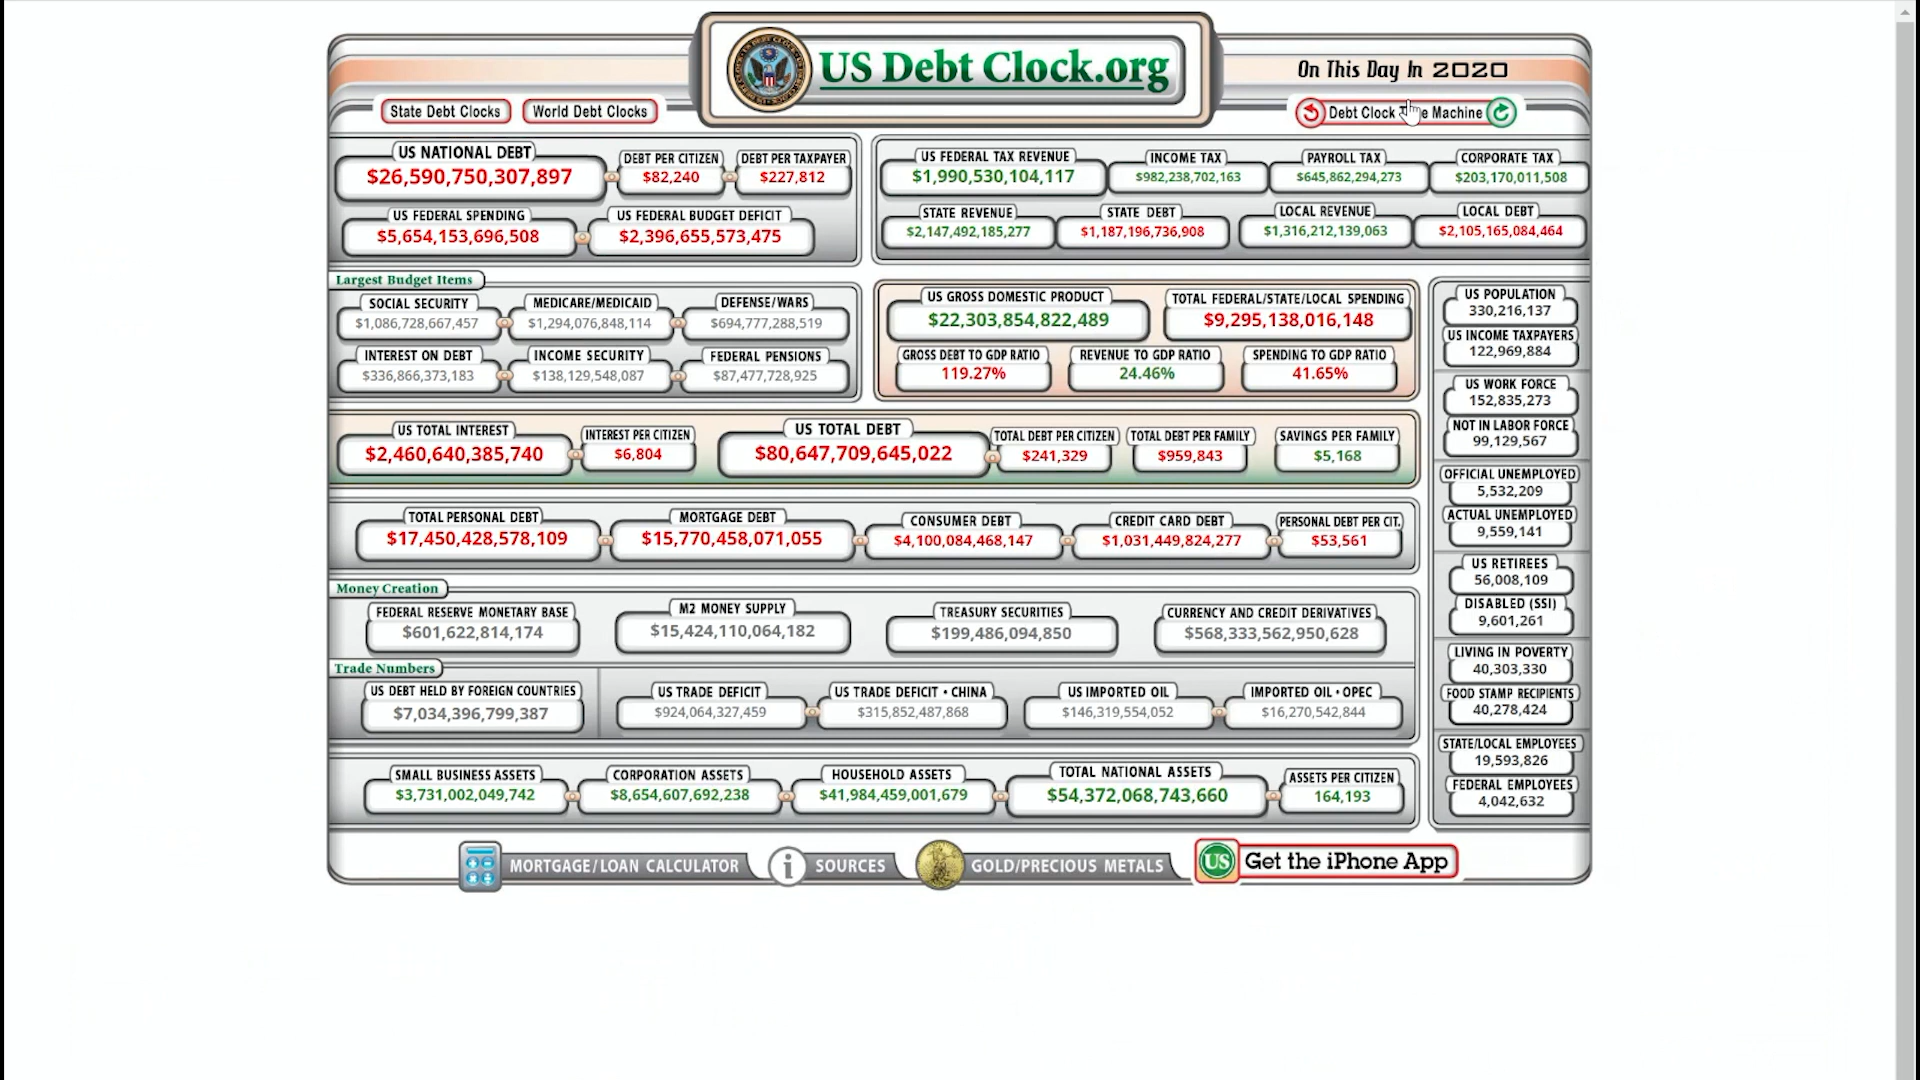 US Debt Clock.org
On This Day In 2020
State Debt Clocks
World Debt Clocks
Debt Clock e Machine
US NATIONAL DEBT
$26,590,750,307,897
DEBT PER CITIZEN
$82,240
DEBT PER TAXPAYER
$227,812
US FEDERAL SPENDING
$5,654,153,696,508
US FEDERAL BUDGET DEFICIT
$2,396,655,573,475
US FEDERAL TAX REVENUE
$1,990,530,104,117
INCOME TAX
$982,238,702,163
PAYROLL TAX
$645,862,294,273
CORPORATE TAX
$203,170,011,508
STATE REVENUE
$2,147,492,185,277
STATE DEBT
$1,187,196,736,908
LOCAL REVENUE
$1,316,212,139,063
LOCAL DEBT
$2,105,165,084,464
Largest Budget Items
SOCIAL SECURITY
$1,086,728,667,457
MEDICARE/MEDICAID
$1,294,076,848,114
DEFENSE/WARS
$694,777,288,519
INTEREST ON DEBT
$336,866,373,183
INCOME SECURITY
$138,129,548,087
FEDERAL PENSIONS
$87,477,728,925
US GROSS DOMESTIC PRODUCT
$22,303,854,822,489
TOTAL FEDERAL/STATE/LOCAL SPENDING
$9,295,138,016,148
GROSS DEBT TO GDP RATIO
119.27%
REVENUE TO GDP RATIO
24.46%
SPENDING TO GDP RATIO
41.65%
US TOTAL INTEREST
$2,460,640,385,740
INTEREST PER CITIZEN
$6,804
US TOTAL DEBT
$80,647,709,645,022
TOTAL DEBT PER CITIZEN
$241,329
TOTAL DEBT PER FAMILY
$959,843
SAVINGS PER FAMILY
$5,168
TOTAL PERSONAL DEBT
$17,450,428,578,109
MORTGAGE DEBT
$15,770,458,071,055
CONSUMER DEBT
$4,100,084,468,147
CREDIT CARD DEBT
$1,031,449,824,277
PERSONAL DEBT PER CIT.
$53,561
Money Creation
FEDERAL RESERVE MONETARY BASE
$601,622,814,174
M2 MONEY SUPPLY
$15,424,110,064,182
TREASURY SECURITIES
$199,486,094,850
CURRENCY AND CREDIT DERIVATIVES
$568,333,562,950,628
Trade Numbers
US DEBT HELD BY FOREIGN COUNTRIES
$7,034,396,799,387
US TRADE DEFICIT
$924,064,327,459
US TRADE DEFICIT • CHINA
$315,852,487,868
US IMPORTED OIL
$146,319,554,052
IMPORTED OIL • OPEC
$16,270,542,844
SMALL BUSINESS ASSETS
$3,731,002,049,742
CORPORATION ASSETS
$8,654,607,692,238
HOUSEHOLD ASSETS
$41,984,459,001,679
TOTAL NATIONAL ASSETS
$54,372,068,743,660
ASSETS PER CITIZEN
164,193
US POPULATION
330,216,137
US INCOME TAXPAYERS
122,969,884
US WORK FORCE
152,835,273
NOT IN LABOR FORCE
99,129,567
OFFICIAL UNEMPLOYED
5,532,209
ACTUAL UNEMPLOYED
9,559,141
US RETIREES
56,008,109
DISABLED (SSI)
9,601,261
LIVING IN POVERTY
40,303,330
FOOD STAMP RECIPIENTS
40,278,424
STATE/LOCAL EMPLOYEES
19,593,826
FEDERAL EMPLOYEES
4,042,632
MORTGAGE/LOAN CALCULATOR
i SOURCES
GOLD/PRECIOUS METALS
US Get the iPhone App